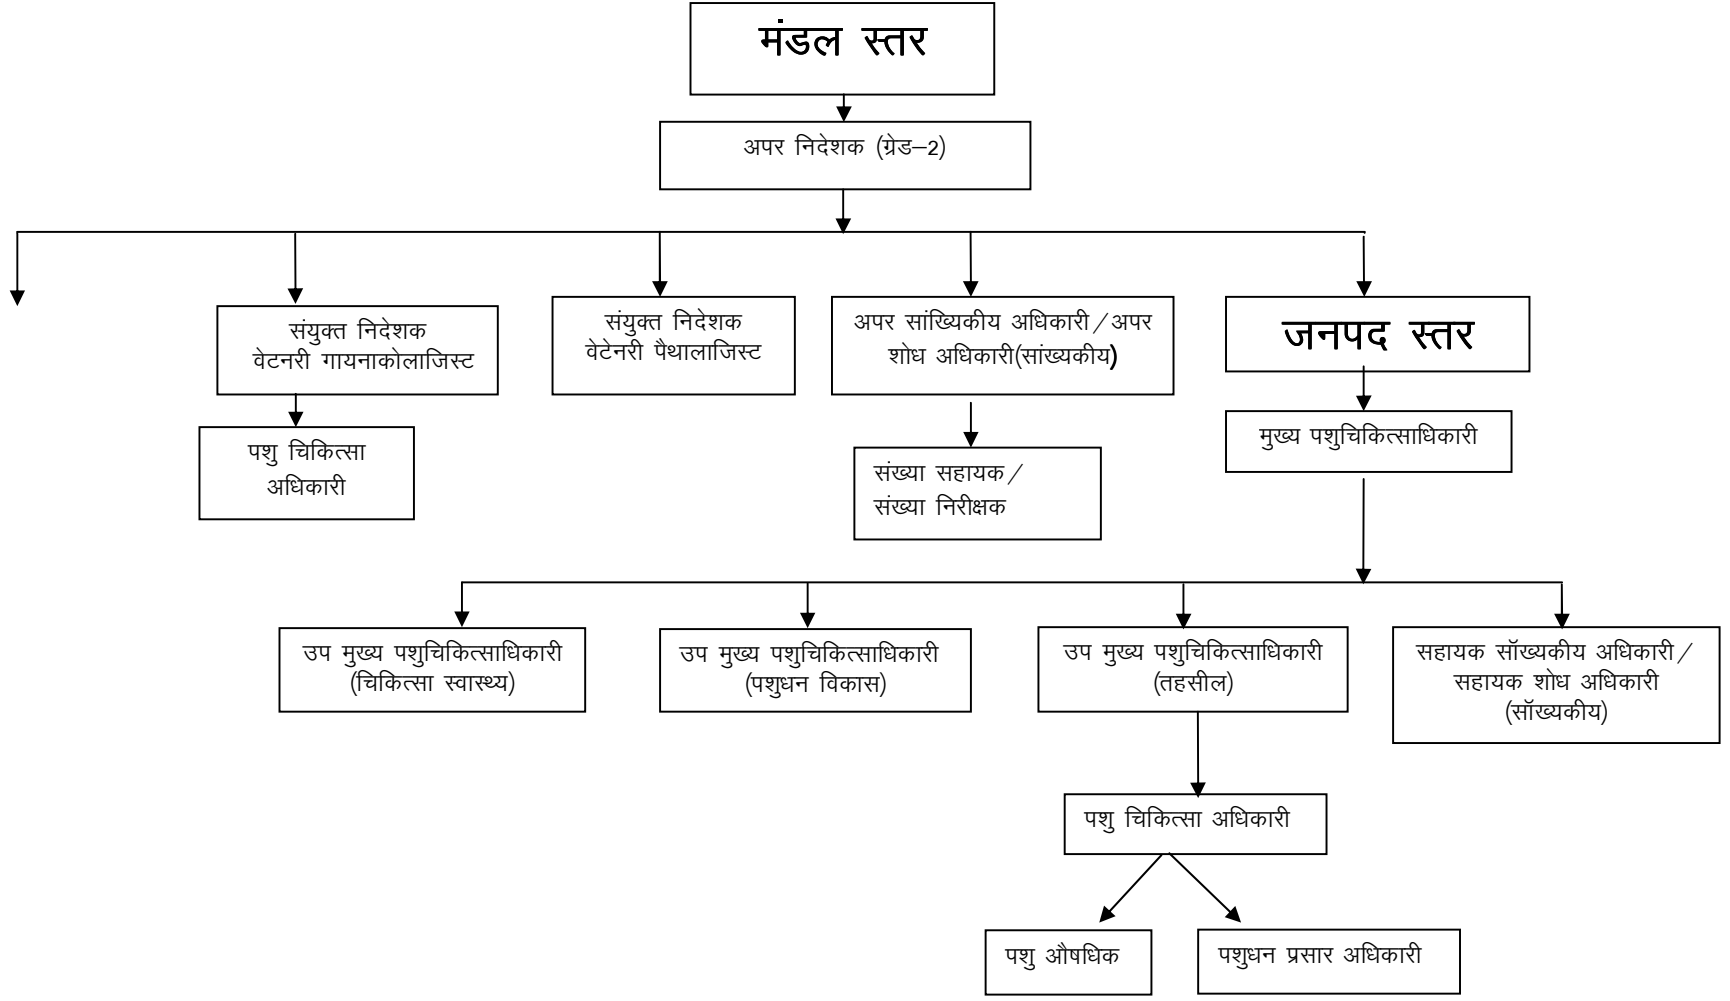 मंडल स्तर
अपर निदेशक (ग्रेड–2)
संयुक्त निदेशक
वेटनरी गायनाकोलाजिस्ट
संयुक्त निदेशक
वेटेनरी पैथालाजिस्ट
अपर सांख्यिकीय अधिकारी/अपर
शोध अधिकारी(सांख्यकीय)
जनपद स्तर
पशु चिकित्सा
अधिकारी
संख्या सहायक/
संख्या निरीक्षक
मुख्य पशुचिकित्साधिकारी
उप मुख्य पशुचिकित्साधिकारी
(चिकित्सा स्वास्थ्य)
उप मुख्य पशुचिकित्साधिकारी
(पशुधन विकास)
उप मुख्य पशुचिकित्साधिकारी
(तहसील)
सहायक सॉख्यकीय अधिकारी/
सहायक शोध अधिकारी
(सॉख्यकीय)
पशु चिकित्सा अधिकारी
पशु औषधिक
पशुधन प्रसार अधिकारी